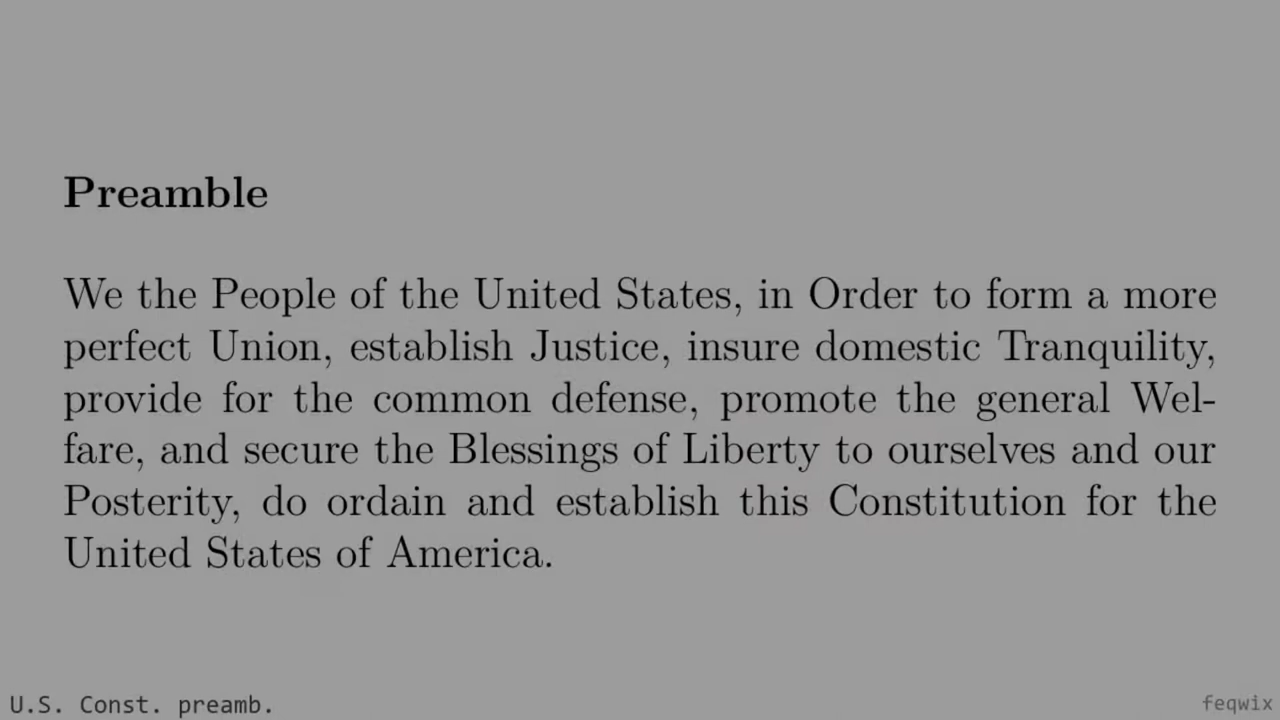 Preamble
We the People of the United States, in Order to form a more
perfect Union, establish Justice, insure domestic Tranquility,
provide for the common defense, promote the general Wel-
fare, and secure the Blessings of Liberty to ourselves and our
Posterity, do ordain and establish this Constitution for the
United States of America.
U.S. Const. preamb.
feqwix